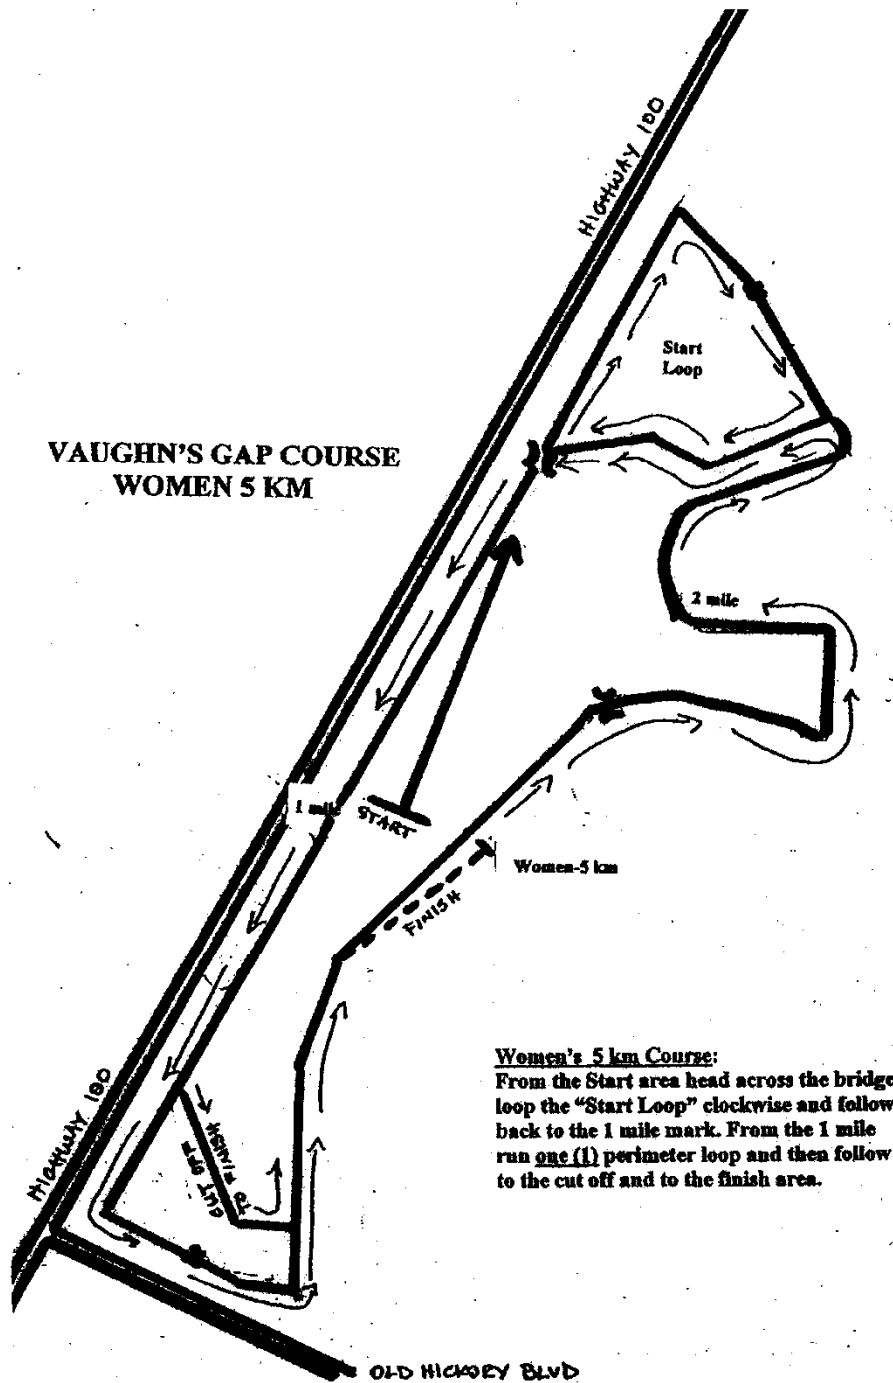 HIGHWAY 100
Start
Loop
VAUGHN'S GAP COURSE
WOMEN 5 KM
2 mile
1 mile
START
Women-5 km
FINISH
Women's 5 km Course:
From the Start area head across the bridge
loop the “Start Loop” clockwise and follow
back to the 1 mile mark. From the 1 mile
run one (1) perimeter loop and then follow
to the cut off and to the finish area.
HIGHWAY 100
CUT OFF
TO FINISH
OLD HICKORY BLVD